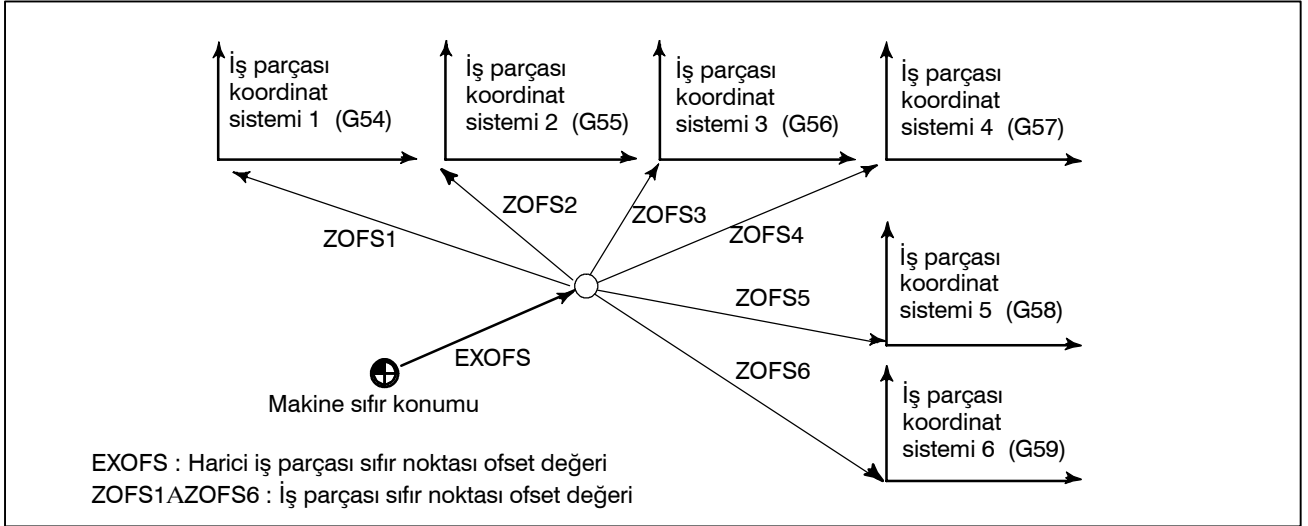 İş parçası
koordinat
sistemi 1 (G54)
İş parçası
koordinat
sistemi 2 (G55)
İş parçası
koordinat
sistemi 3 (G56)
İş parçası
koordinat
sistemi 4 (G57)
ZOFS1
ZOFS2
ZOFS3
ZOFS4
İş parçası
koordinat
sistemi 5 (G58)
ZOFS5
EXOFS
ZOFS6
Makine sıfır konumu
İş parçası
koordinat
sistemi 6 (G59)
EXOFS : Harici iş parçası sıfır noktası ofset değeri
ZOFS1AZOFS6 : İş parçası sıfır noktası ofset değeri